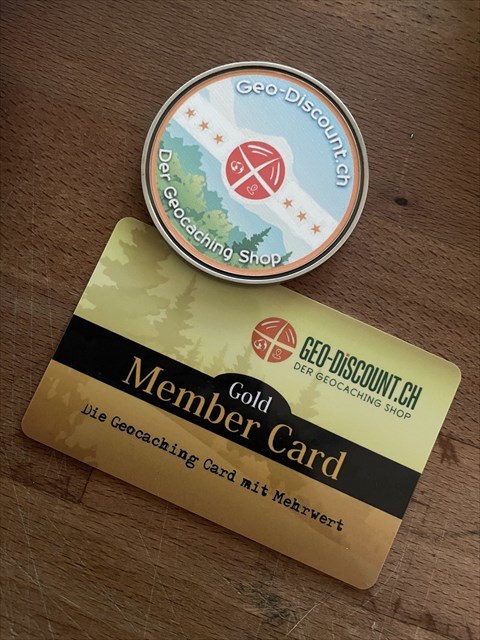 Geo-Discount.ch
Der Geocaching Shop
GEO-DiSCOUNT.CH
DER GEOCACHING SHOP
Gold
Member Card
Die Geocaching Card mit Mehrwert